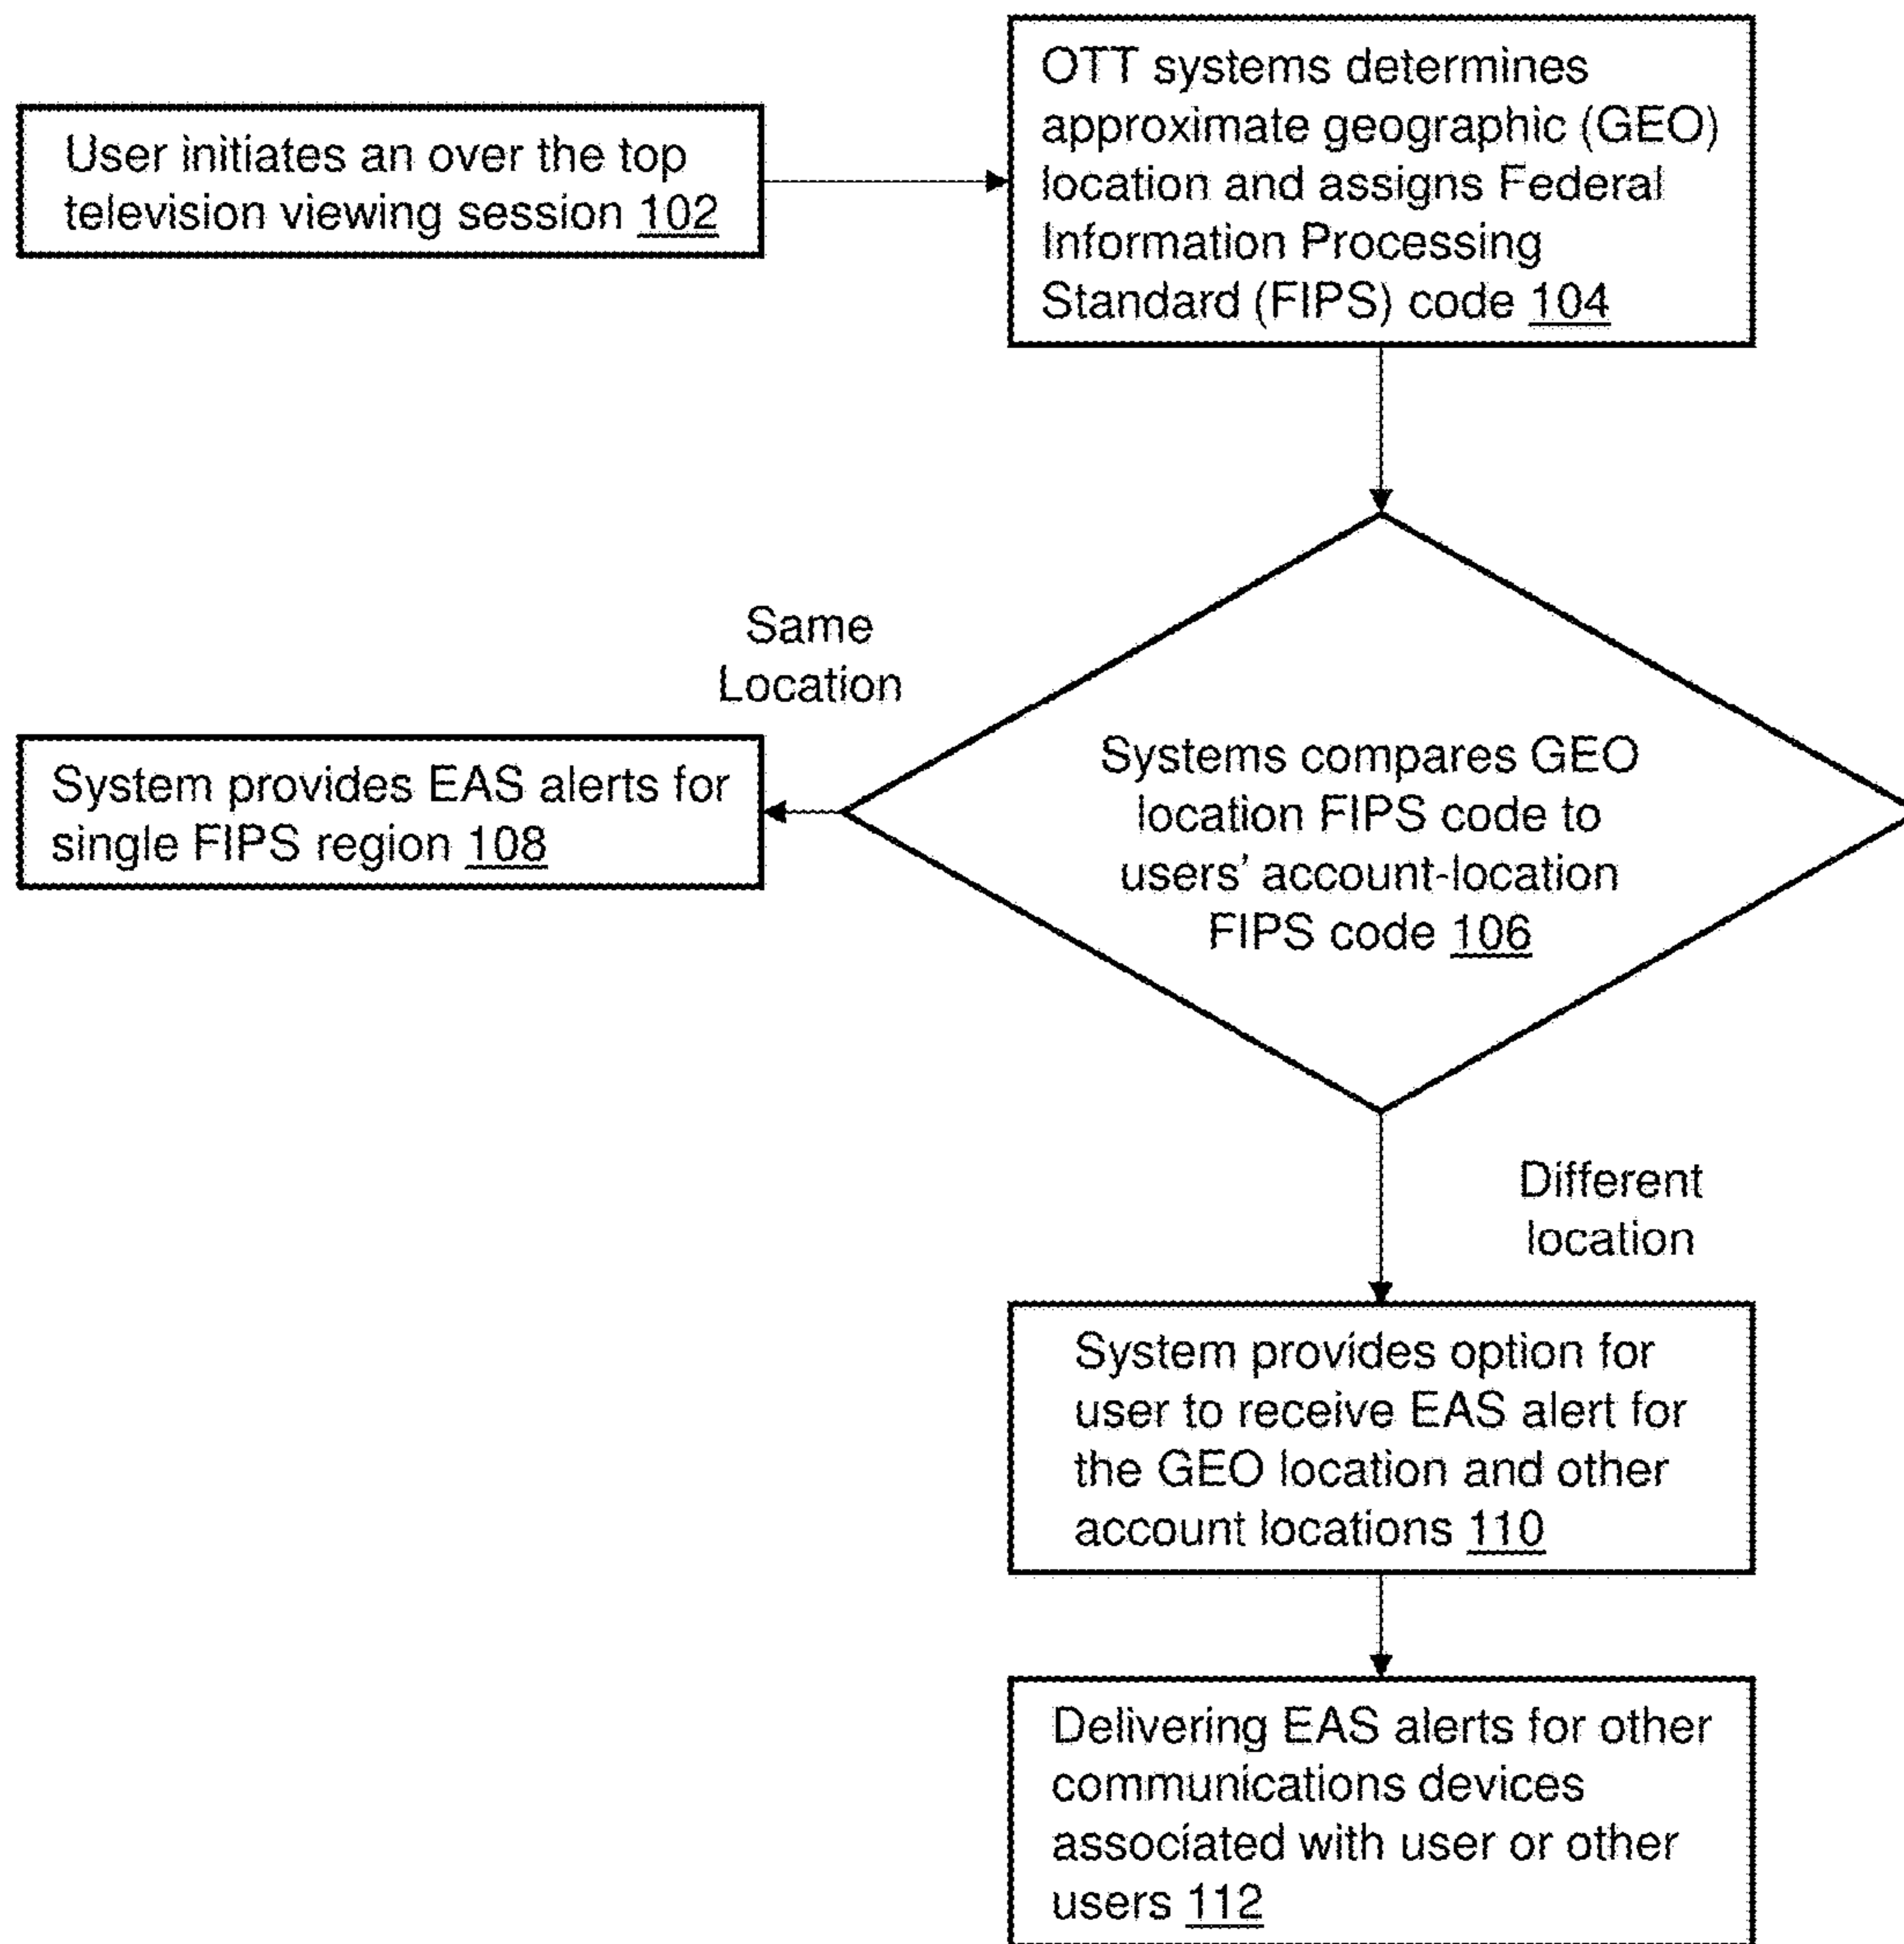 User initiates an over the top
television viewing session 102
OTT systems determines
approximate geographic (GEO)
location and assigns Federal
Information Processing
Standard (FIPS) code 104
Same
Location
System provides EAS alerts for
single FIPS region 108
Systems compares GEO
location FIPS code to
users' account-location
FIPS code 106
Different
location
System provides option for
user to receive EAS alert for
the GEO location and other
account locations 110
Delivering EAS alerts for other
communications devices
associated with user or other
users 112